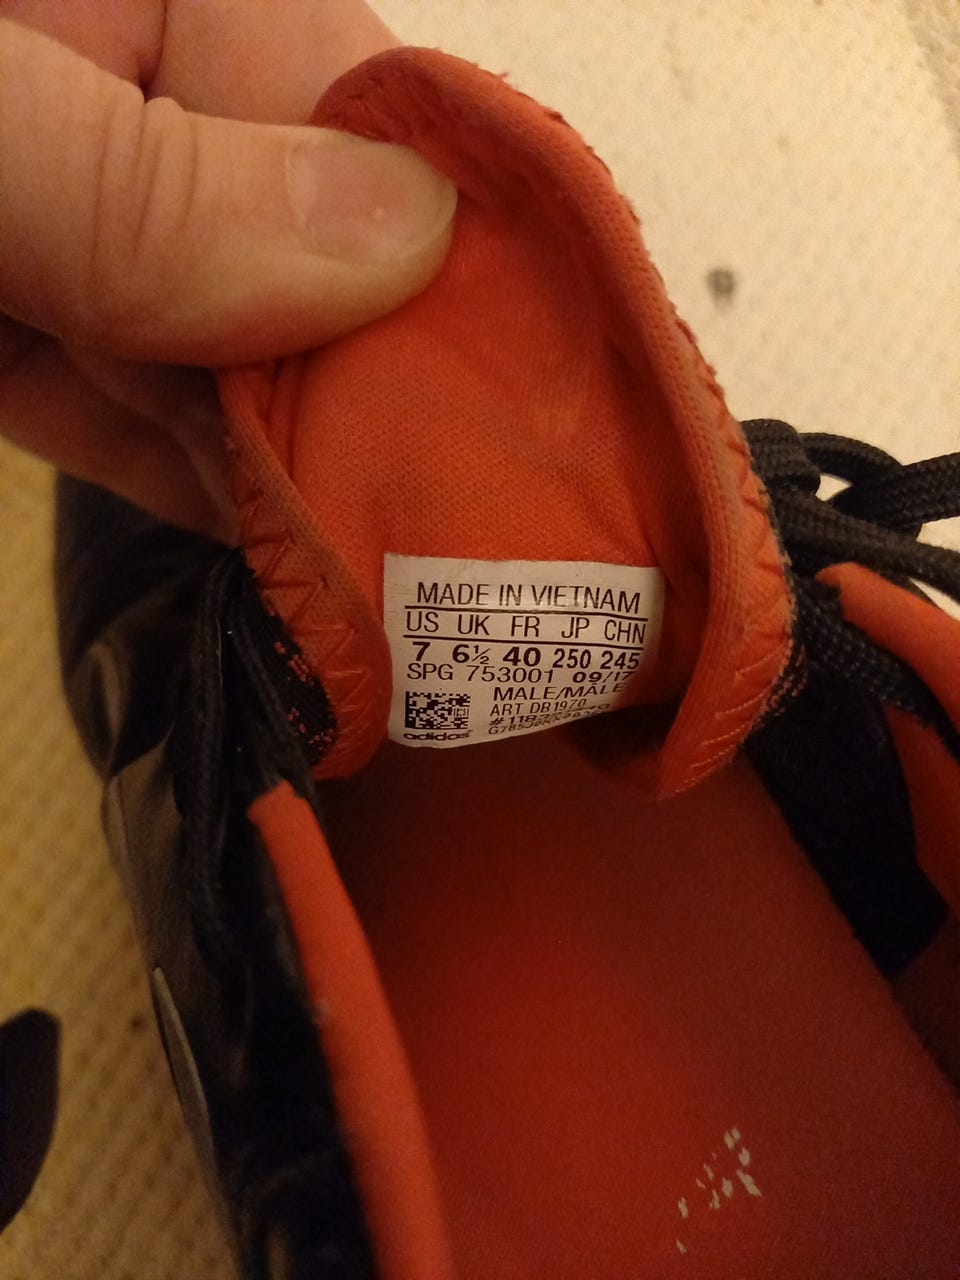 MADE IN VIETNAM
US UK FR JP CHN
7 6½ 40 250 245
SPG 753001 09/17
MALE/MÂLE
ART DB1970
adidas